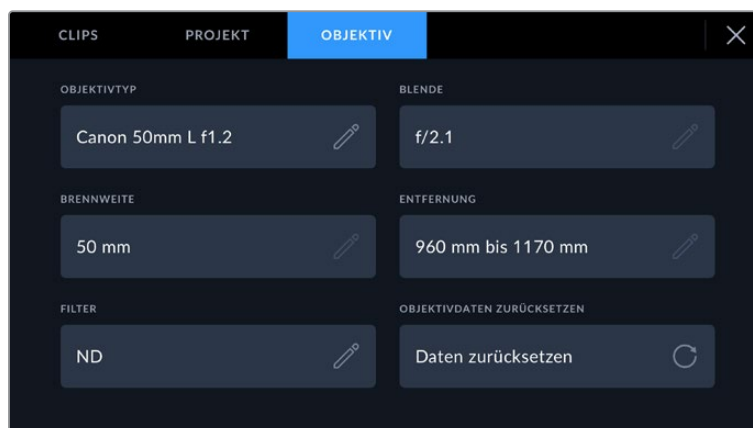 CLIPS PROJEKT OBJEKTIV
OBJEKTIVTYP BLENDE
Canon 50mm L f1.2 f/2.1
BRENNWEITE ENTFERNUNG
50 mm 960 mm bis 1170 mm
FILTER OBJEKTIVDATEN ZURÜCKSETZEN
ND Daten zurücksetzen